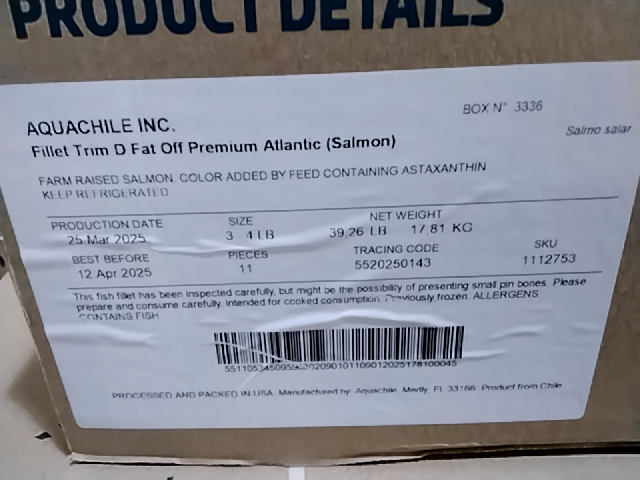 PRODUCT DETAILS
BOX N° 3336
AQUACHILE INC.
Salmo salar
Fillet Trim D Fat Off Premium Atlantic (Salmon)
FARM RAISED SALMON. COLOR ADDED BY FEED CONTAINING ASTAXANTHIN
KEEP REFRIGERATED
PRODUCTION DATE SIZE NET WEIGHT
25 Mar 2025 3 4 LB 39.26 LB 17.81 KG
BEST BEFORE PIECES TRACING CODE SKU
12 Apr 2025 11 5520250143 1112753
This fish fillet has been inspected carefully, but might be the possibility of presenting small pin bones. Please
prepare and consume carefully. Intended for cooked consumption. Previously frozen. ALLERGENS:
CONTAINS FISH
PROCESSED AND PACKED IN USA. Manufactured by: Aquachile. Medly, FL 33166. Product from Chile